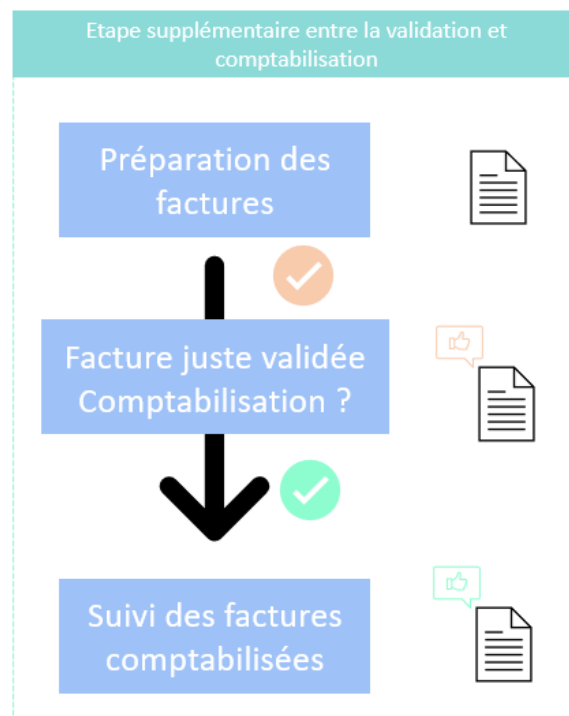 Etape supplémentaire entre la validation et
comptabilisation
Préparation des
factures
Facture juste validée
Comptabilisation ?
Suivi des factures
comptabilisées